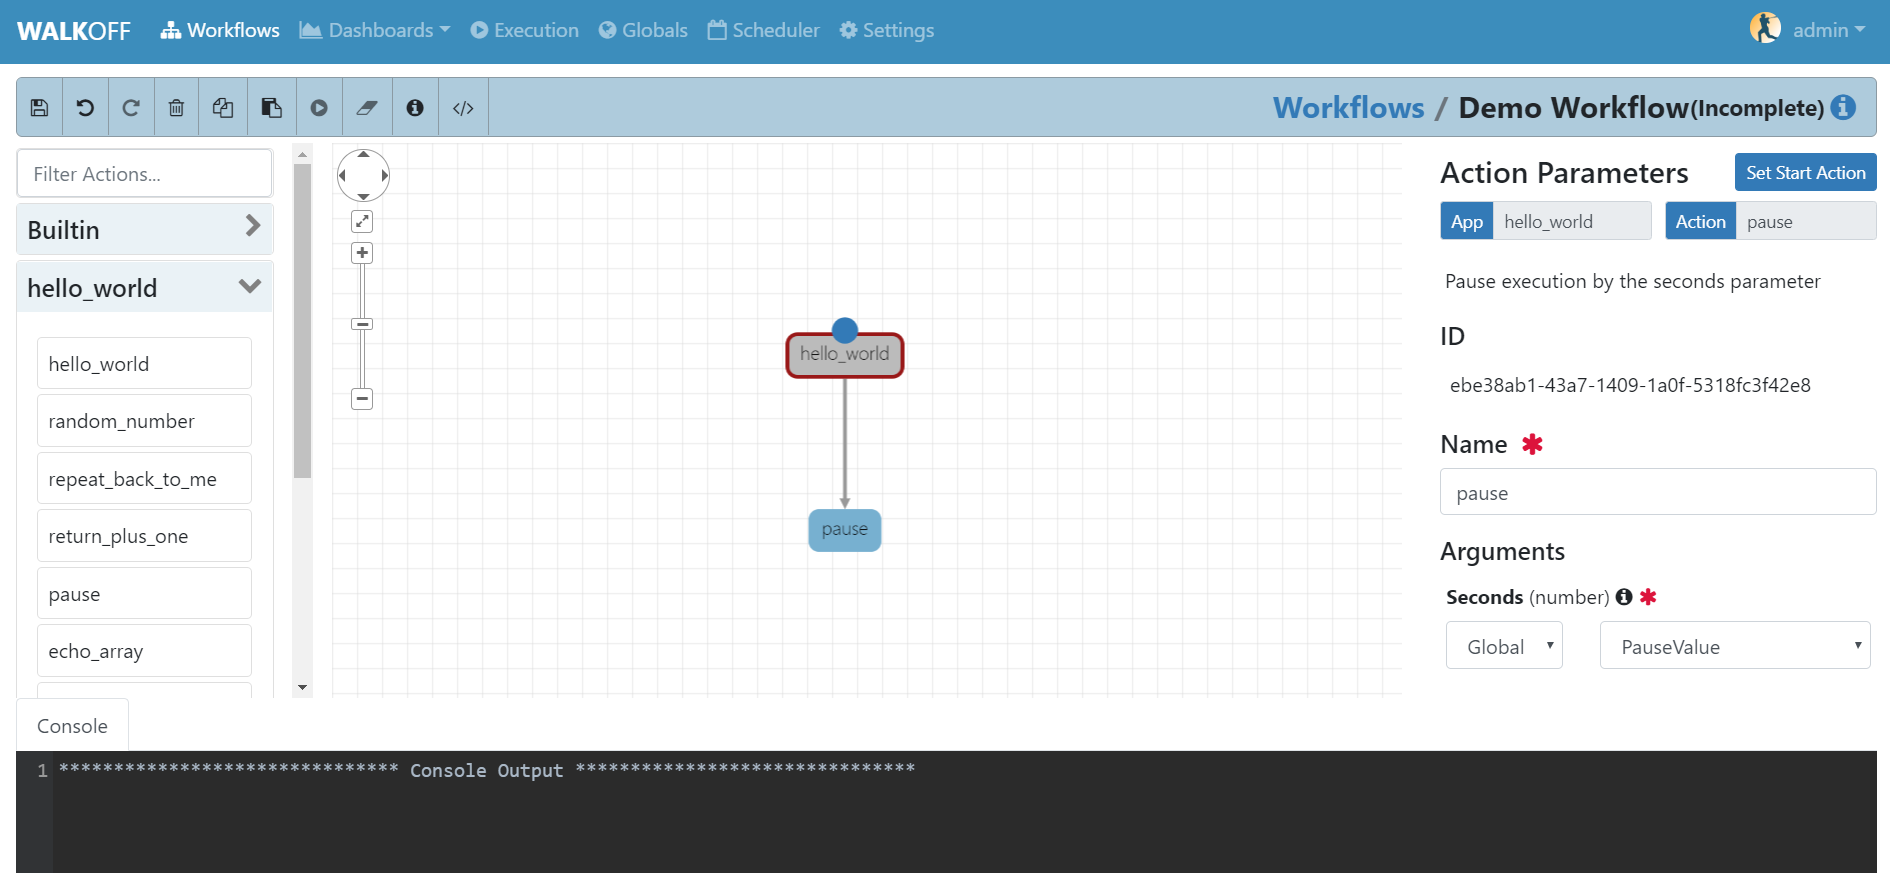 WALKOFF Workflows Dashboards Execution Globals Scheduler Settings admin
Workflows / Demo Workflow(Incomplete)
Filter Actions...
Builtin
hello_world
hello_world
random_number
repeat_back_to_me
return_plus_one
pause
echo_array
hello_world
pause
Action Parameters Set Start Action
App hello_world Action pause
Pause execution by the seconds parameter
ID
ebe38ab1-43a7-1409-1a0f-5318fc3f42e8
Name *
pause
Arguments
Seconds (number) *
Global PauseValue
Console
1 ******************************* Console Output *******************************